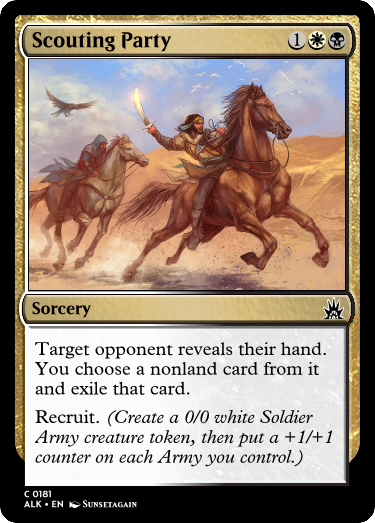 Scouting Party 1
Sorcery
Target opponent reveals their hand.
You choose a nonland card from it
and exile that card.
Recruit. (Create a 0/0 white Soldier
Army creature token, then put a +1/+1
counter on each Army you control.)
C 0181
ALK • EN Sunsetagain